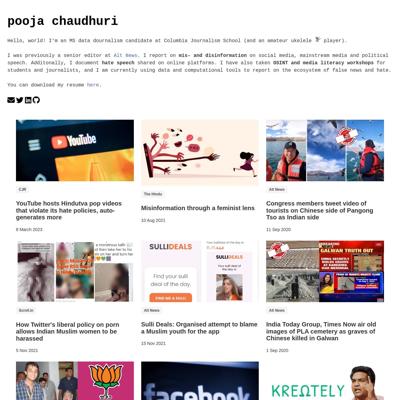 pooja chaudhuri
Hello, world! I'm an MS data dournalism candidate at Columbia Journalism School (and an amateur ukelele player).
I was previously a senior editor at Alt News. I report on mis- and disinformation on social media, mainstream media and political
speech. Additonally, I document hate speech shared on online platforms. I have also taken OSINT and media literacy workshops for
students and journalists, and I am currently using data and computational tools to report on the ecosystem of false news and hate.
You can download my resume here.
YouTube
CJR
YouTube hosts Hindutva pop videos
that violate its hate policies, auto-
generates more
8 March 2023
The Hindu
Misinformation through a feminist lens
10 Aug 2021
Alt News
Congress members tweet video of
tourists on Chinese side of Pangong
Tso as Indian side
11 Sep 2020
Scroll.in
How Twitter's liberal policy on porn
allows Indian Muslim women to be
harassed
5 Nov 2021
SULLIDEALS
Find your sulli
deal of the day.
Alt News
Sulli Deals: Organised attempt to blame
a Muslim youth for the app
15 Nov 2021
GALWAN TRUTH OUT
Alt News
India Today Group, Times Now air old
images of PLA cemetery as graves of
Chinese killed in Galwan
1 Sep 2020
facebook
KREATELY